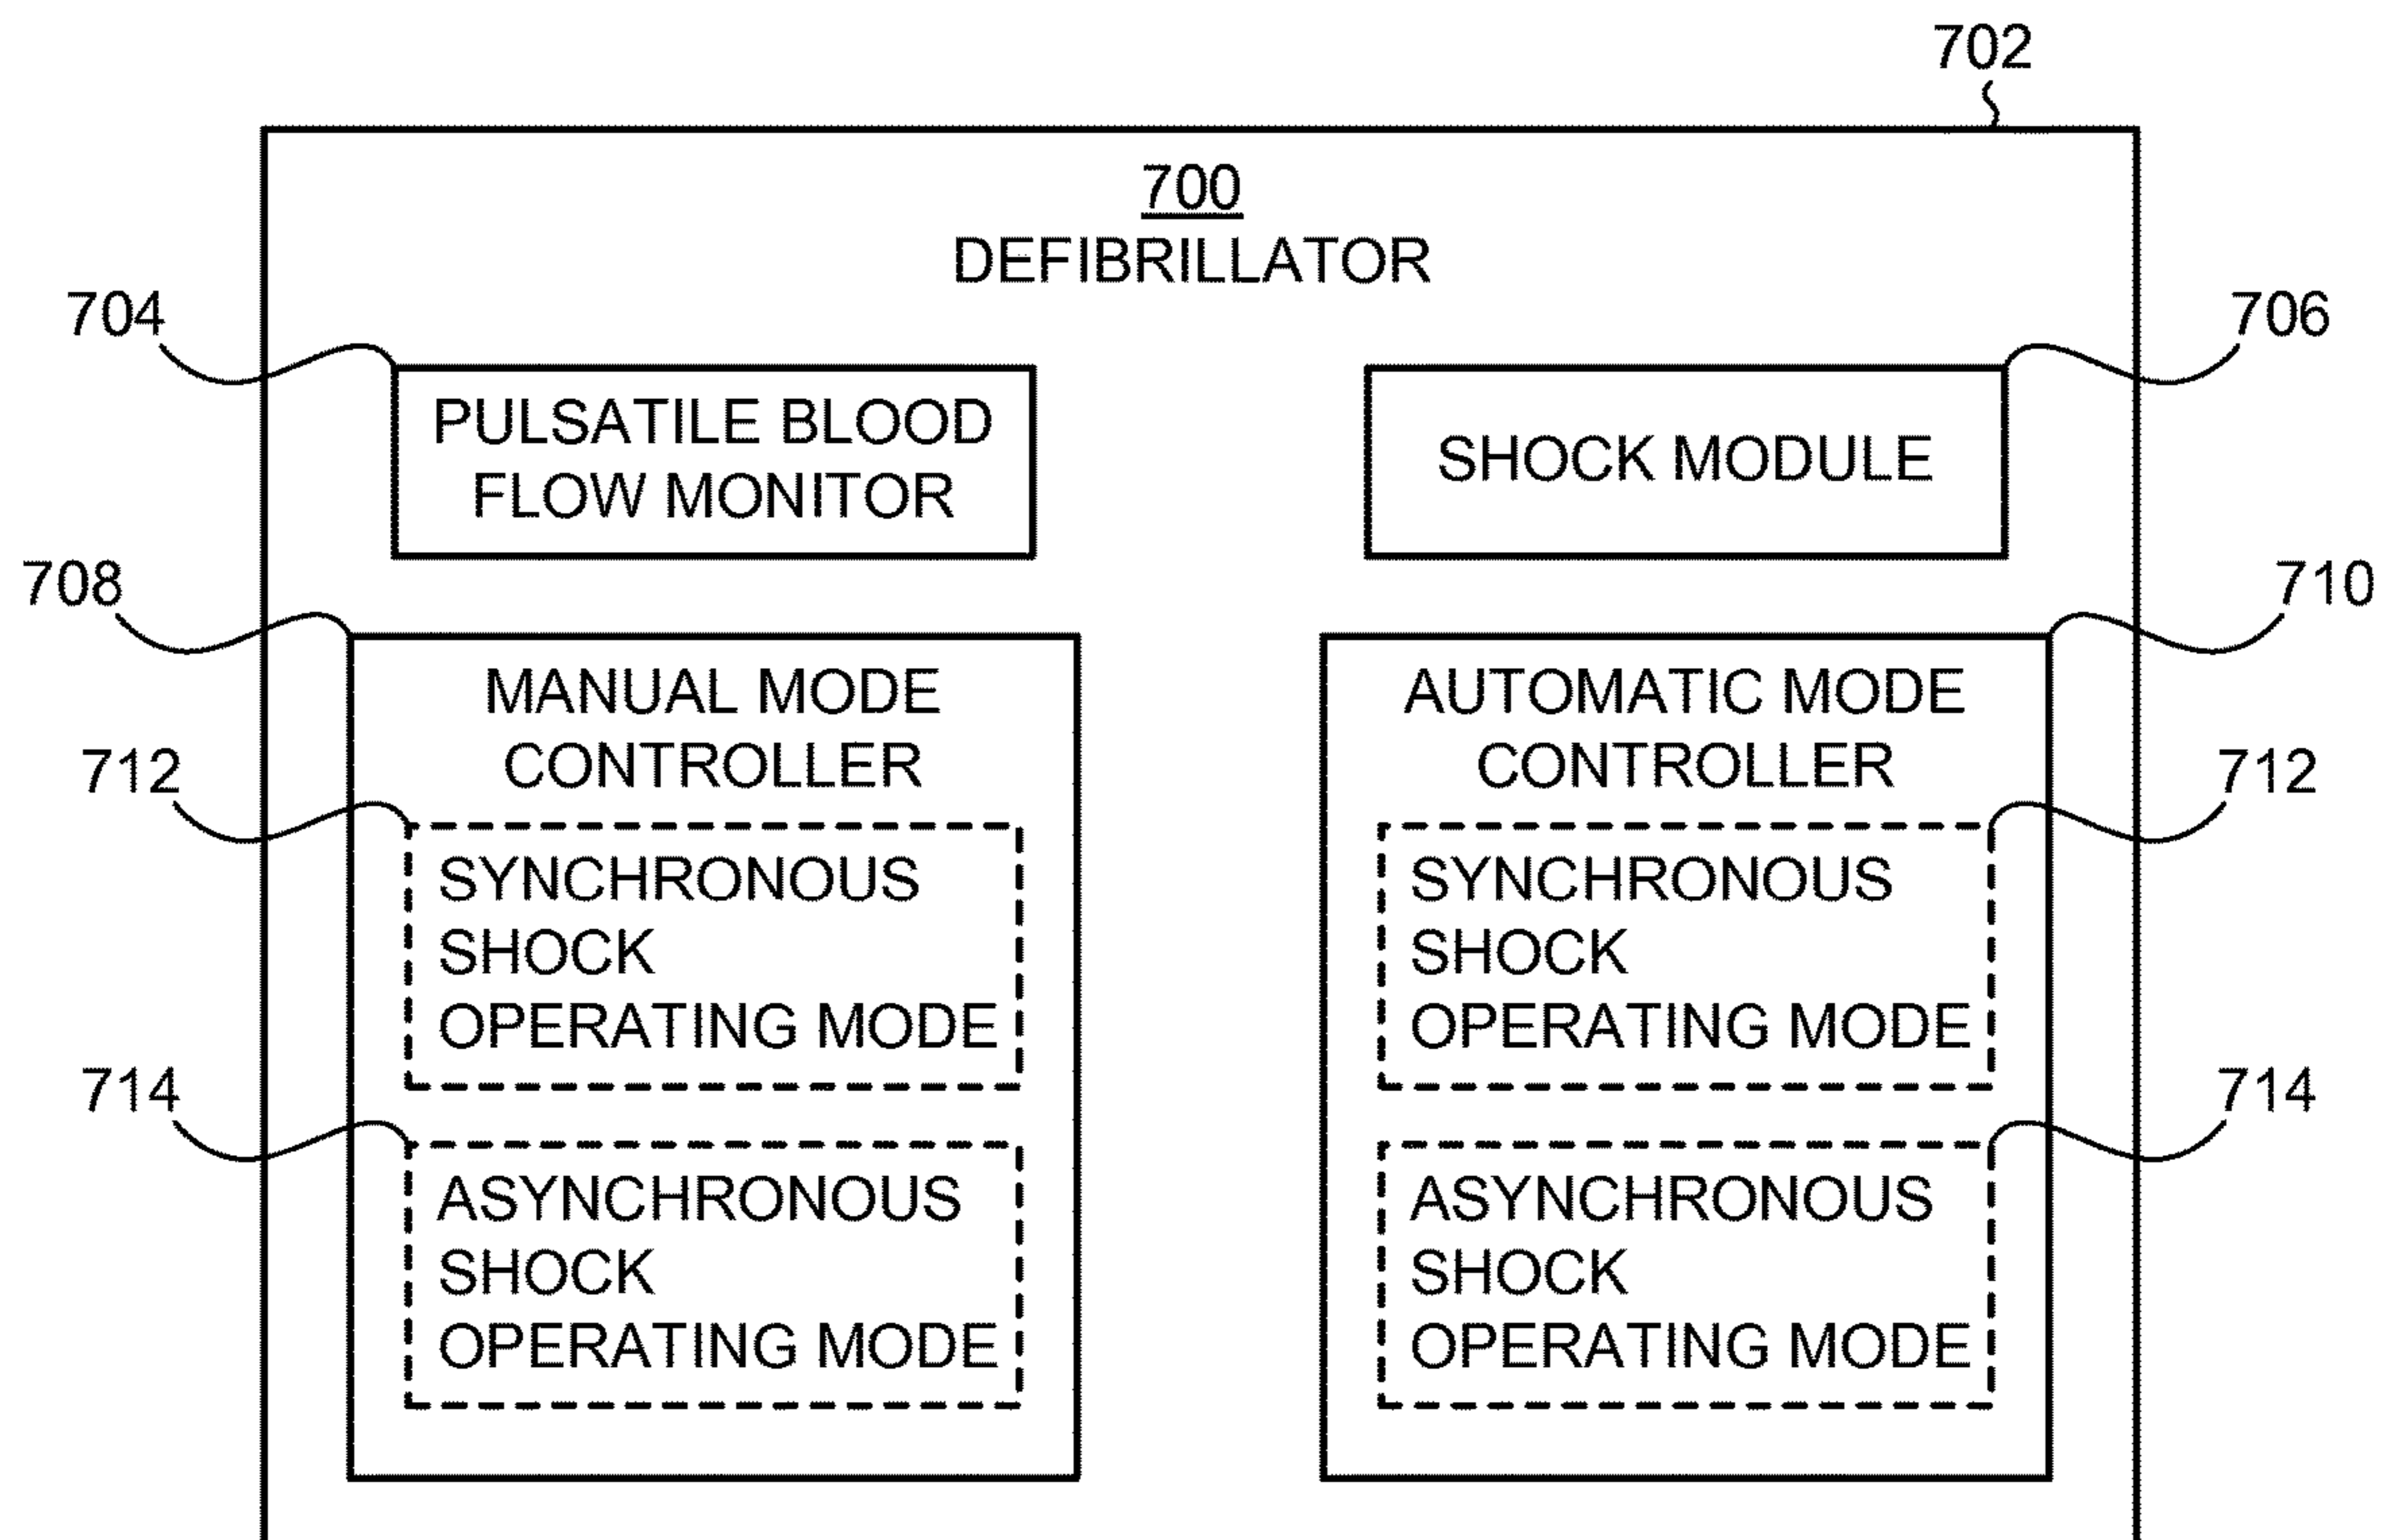 702
700
DEFIBRILLATOR
704
706
PULSATILE BLOOD
FLOW MONITOR
SHOCK MODULE
708
710
MANUAL MODE
CONTROLLER
AUTOMATIC MODE
CONTROLLER
712
712
SYNCHRONOUS
SHOCK
OPERATING MODE
SYNCHRONOUS
SHOCK
OPERATING MODE
714
714
ASYNCHRONOUS
SHOCK
OPERATING MODE
ASYNCHRONOUS
SHOCK
OPERATING MODE